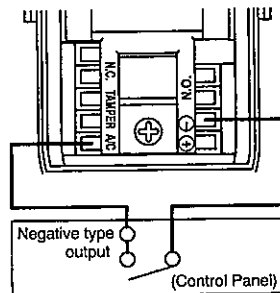 N.C. TAMPER A/C
N.O. ⊖ ⊕
Negative type
output
(Control Panel)